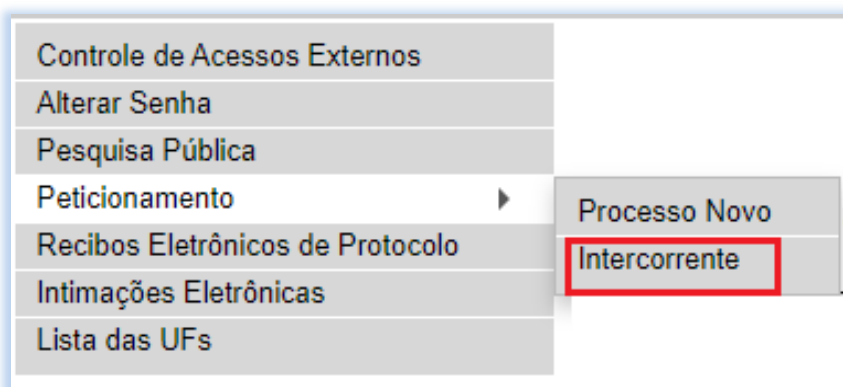 Controle de Acessos Externos
Alterar Senha
Pesquisa Pública
Peticionamento
Processo Novo
Intercorrente
Recibos Eletrônicos de Protocolo
Intimações Eletrônicas
Lista das UFs